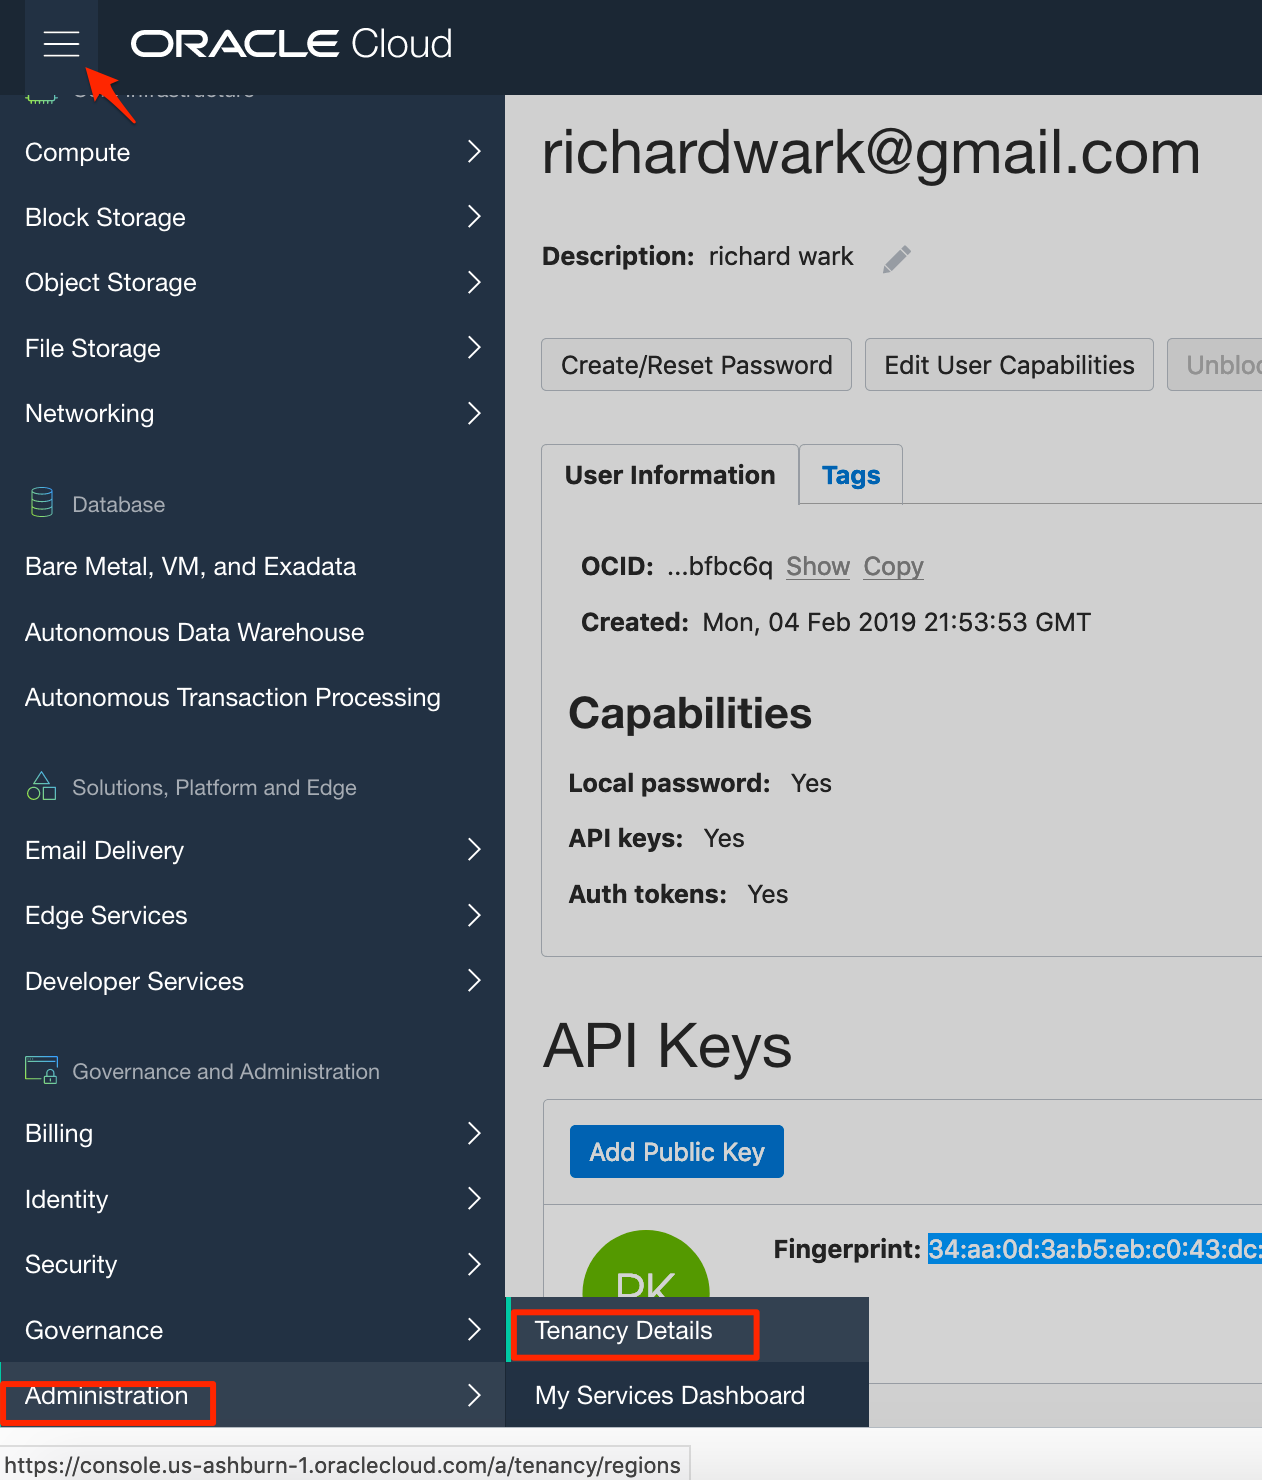 ORACLE Cloud
Core Infrastructure
Compute
Block Storage
Object Storage
File Storage
Networking
Database
Bare Metal, VM, and Exadata
Autonomous Data Warehouse
Autonomous Transaction Processing
Solutions, Platform and Edge
Email Delivery
Edge Services
Developer Services
Governance and Administration
Billing
Identity
Security
Governance
Administration
Tenancy Details
My Services Dashboard
richardwark@gmail.com
Description: richard wark
Create/Reset Password Edit User Capabilities Unbloc
User Information Tags
OCID: ...bfbc6q Show Copy
Created: Mon, 04 Feb 2019 21:53:53 GMT
Capabilities
Local password: Yes
API keys: Yes
Auth tokens: Yes
API Keys
Add Public Key
PK
Fingerprint: 34:aa:0d:3a:b5:eb:c0:43:dc:
https://console.us-ashburn-1.oraclecloud.com/a/tenancy/regions